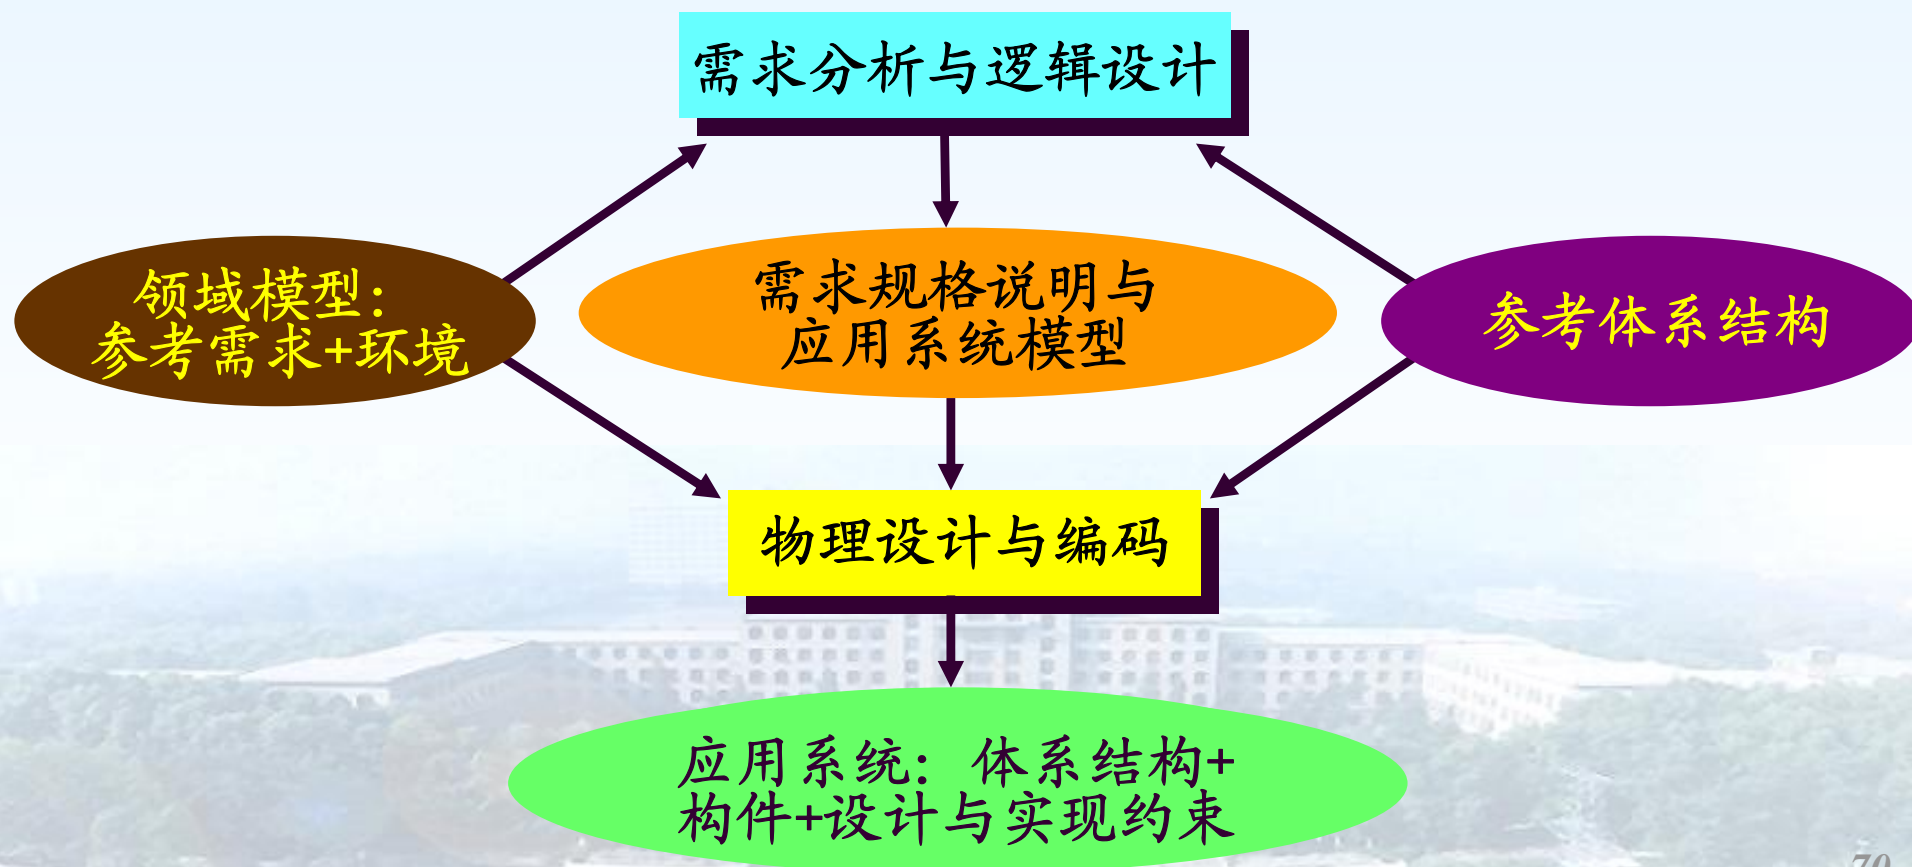 需求分析与逻辑设计
领域模型：
参考需求+环境
需求规格说明与
应用系统模型
参考体系结构
物理设计与编码
应用系统：体系结构+
构件+设计与实现约束
70